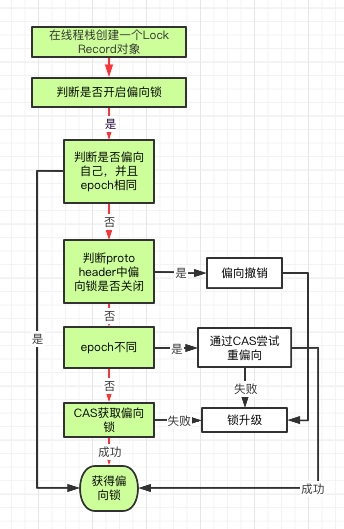 在线程栈创建一个Lock
Record对象
判断是否开启偏向锁
是
判断是否偏向
自己，并且
epoch相同
否
判断proto
header中偏
向锁是否关闭
是
偏向撤销
否
是
epoch不同
是
通过CAS尝试
重偏向
否
失败
CAS获取偏向
锁
失败
锁升级
成功
获得偏
向锁
成功